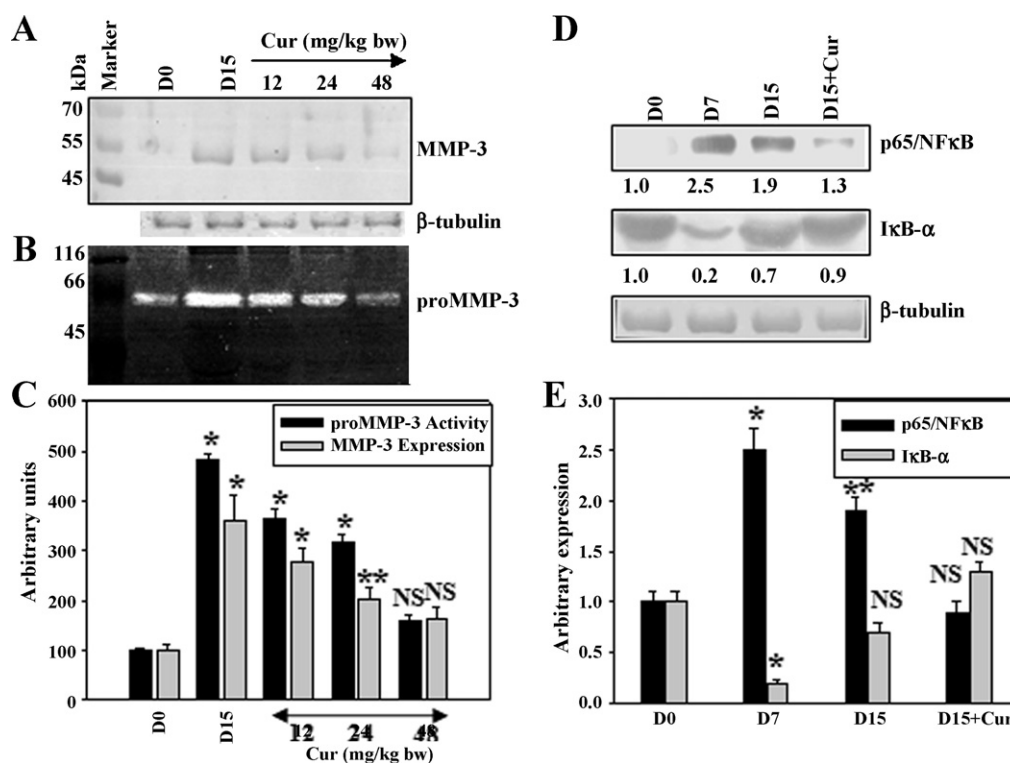 A
Cur (mg/kg bw)
kDa
Marker
D0
D15
12
24
48
70
55
45
MMP-3
β-tubulin
B
116
66
45
proMMP-3
C
600
500
400
300
200
100
0
Arbitrary units
proMMP-3 Activity
MMP-3 Expression
*
*
*
*
*
**
NS
NS
D0
D15
12
24
48
Cur (mg/kg bw)
D
D0
D7
D15
D15+Cur
p65/NFκB
1.0 2.5 1.9 1.3
IκB-α
1.0 0.2 0.7 0.9
β-tubulin
E
3.0
2.5
2.0
1.5
1.0
0.5
0.0
Arbitrary expression
p65/NFκB
IκB-α
*
*
**
NS
NS
NS
D0 D7 D15 D15+Cur